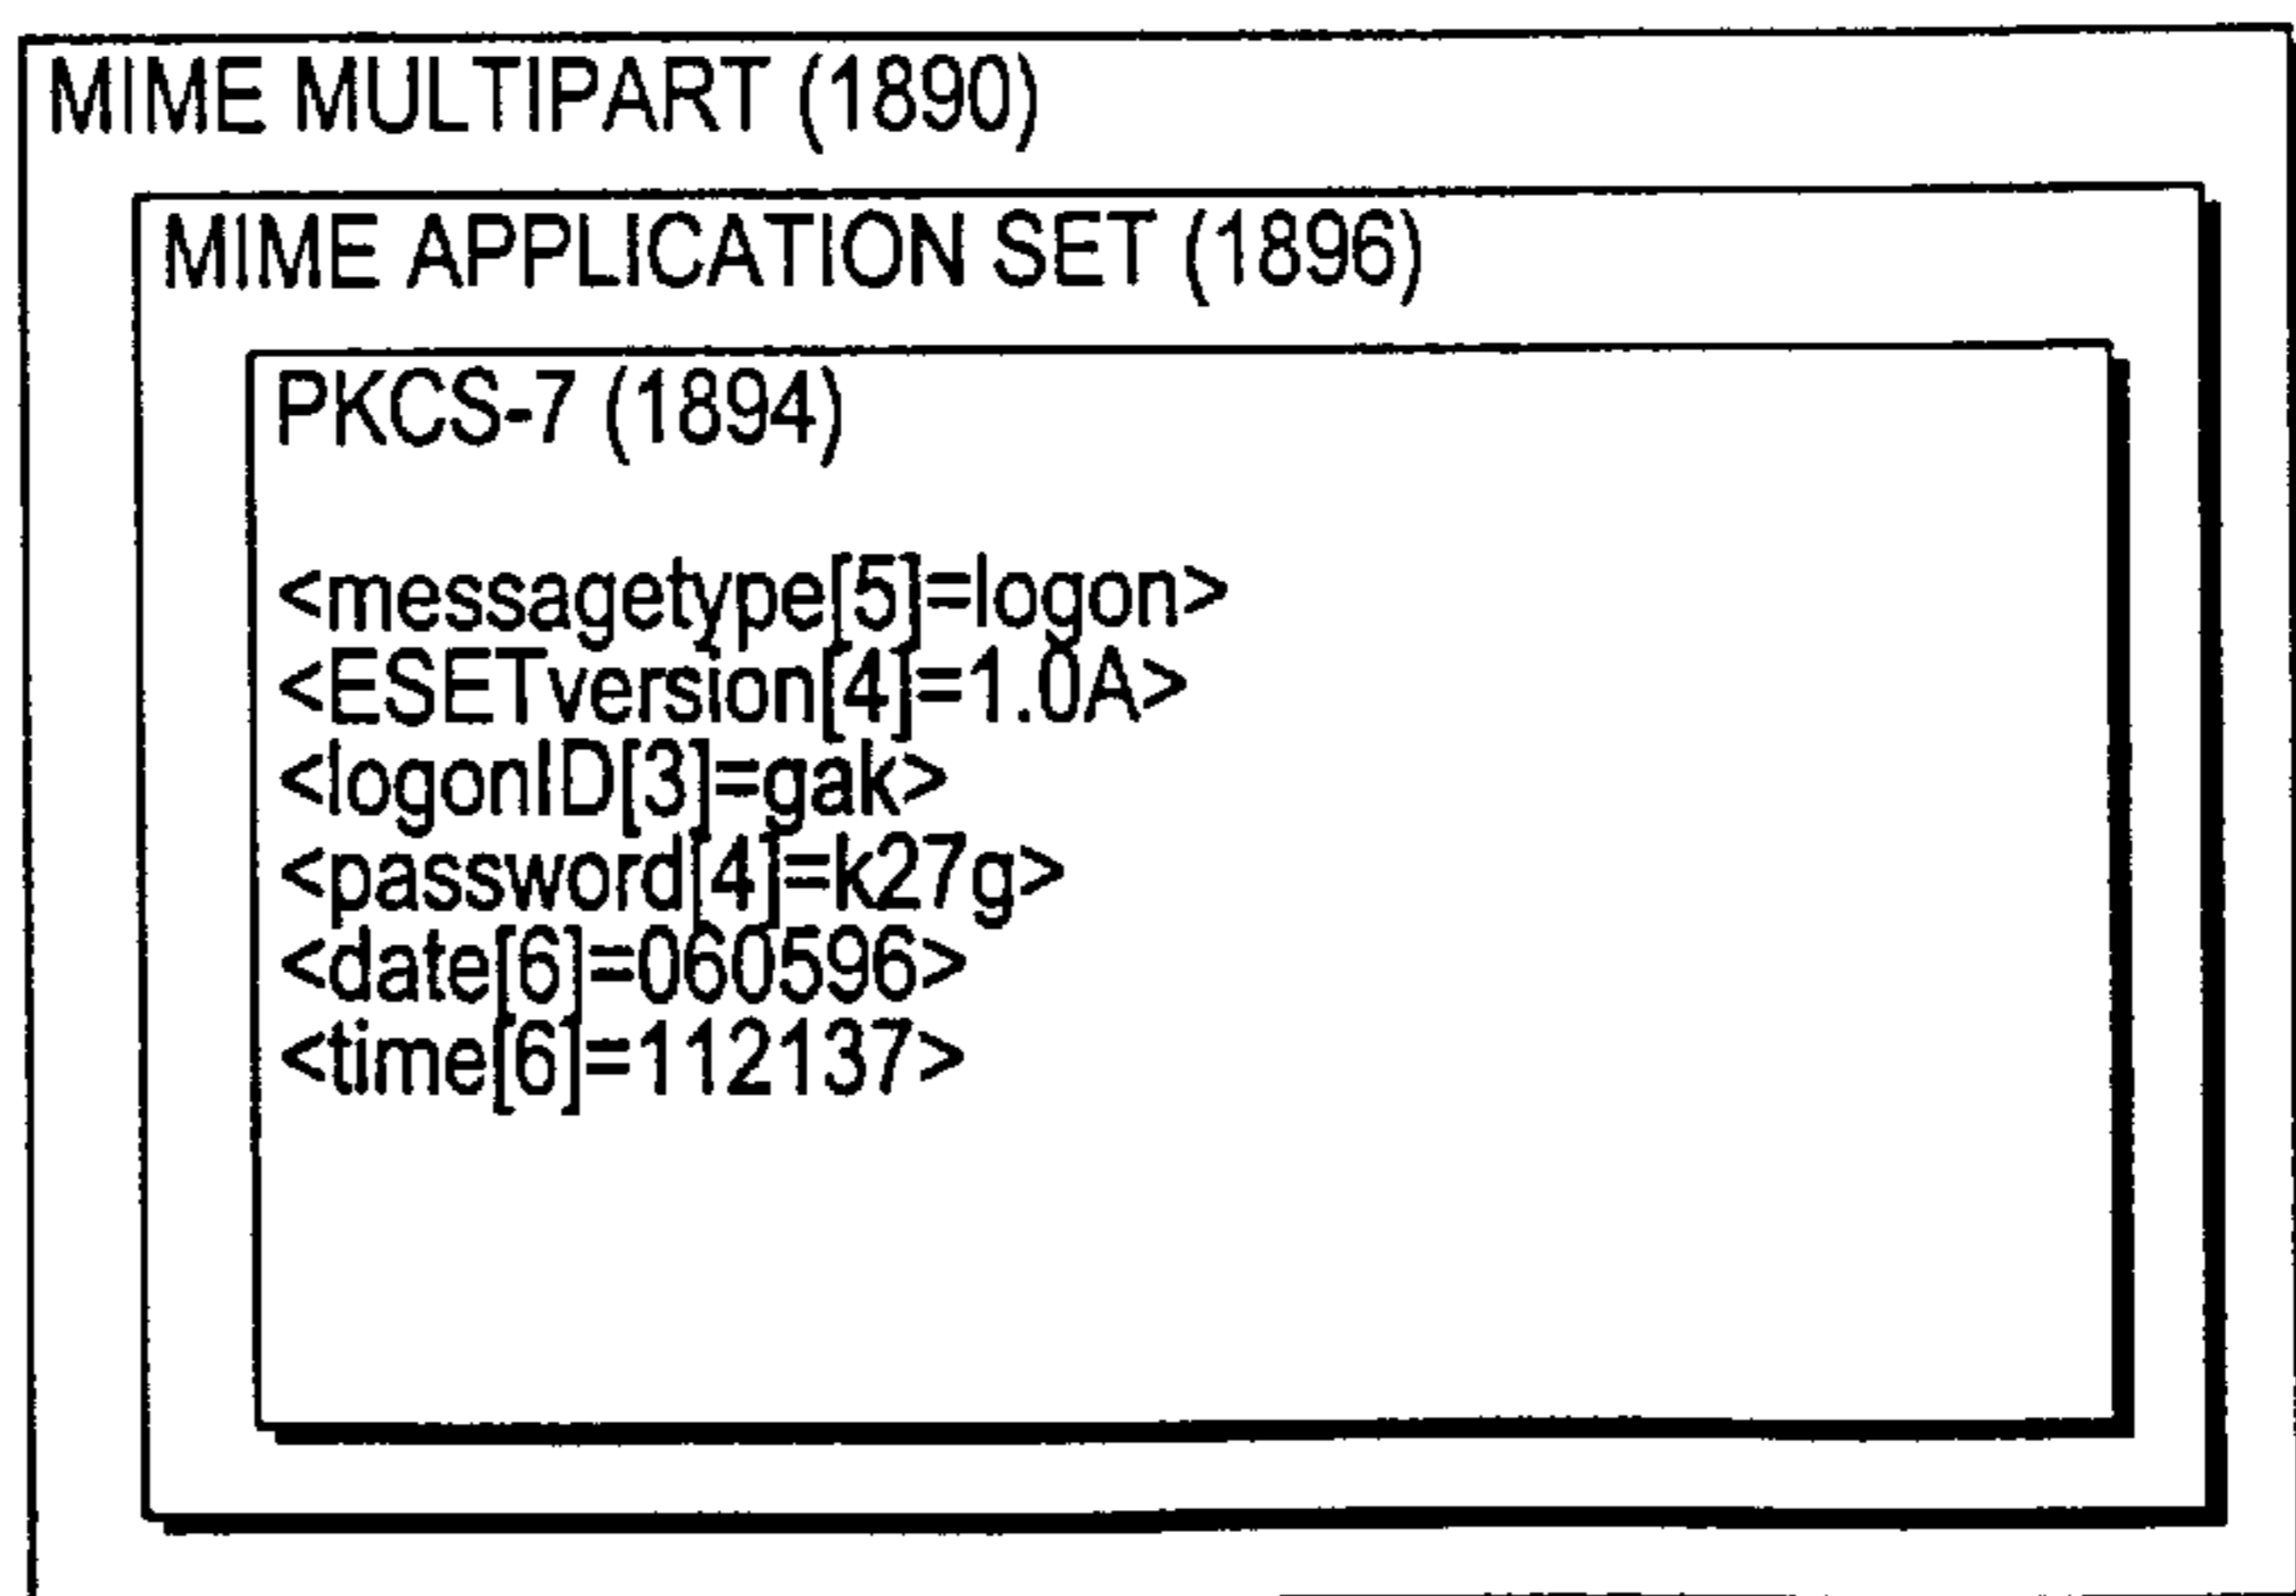 MIME MULTIPART (1890)
MIME APPLICATION SET (1896)
PKCS-7 (1894)
<messagetype[5]=logon>
<ESETversion[4]=1.0A>
<logonID[3]=gak>
<password[4]=k27g>
<date[6]=060596>
<time[6]=112137>